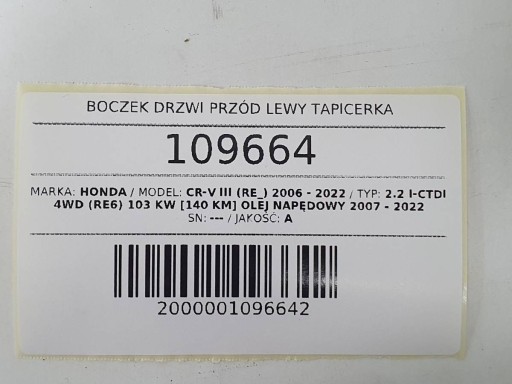 BOCZEK DRZWI PRZÓD LEWY TAPICERKA
109664
MARKA: HONDA / MODEL: CR-V III (RE_) 2006 - 2022 / TYP: 2.2 I-CTDI
4WD (RE6) 103 KW [140 KM] OLEJ NAPĘDOWY 2007 - 2022
SN: --- / JAKOŚĆ: A
2000001096642